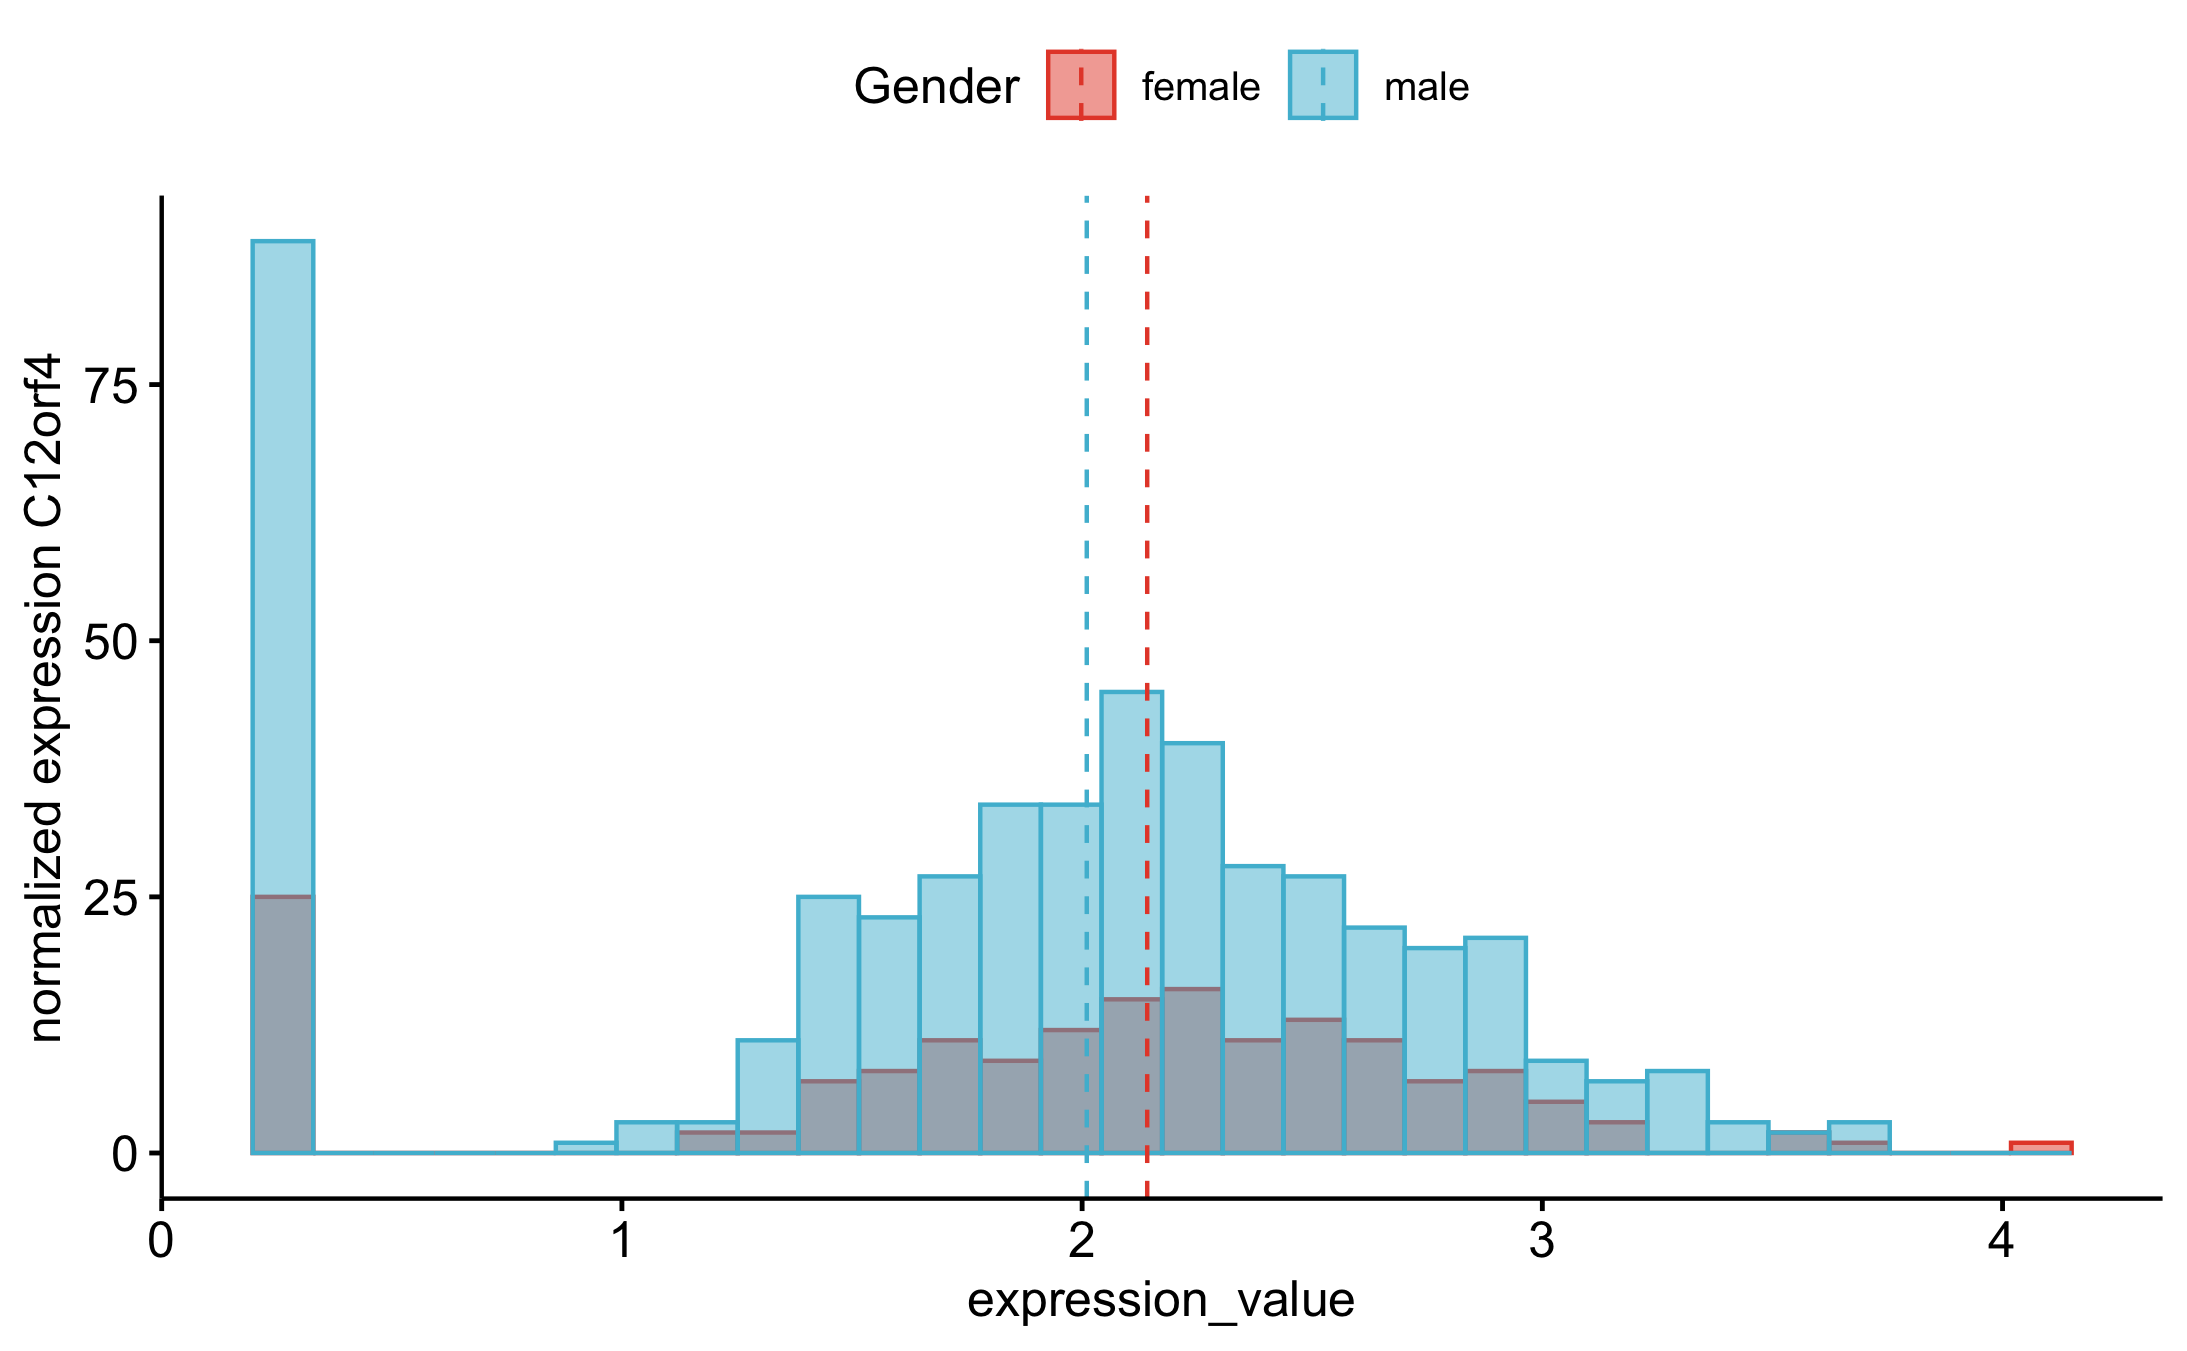 Gender female male
normalized expression C12orf4
75
50
25
0
0 1 2 3 4
expression_value